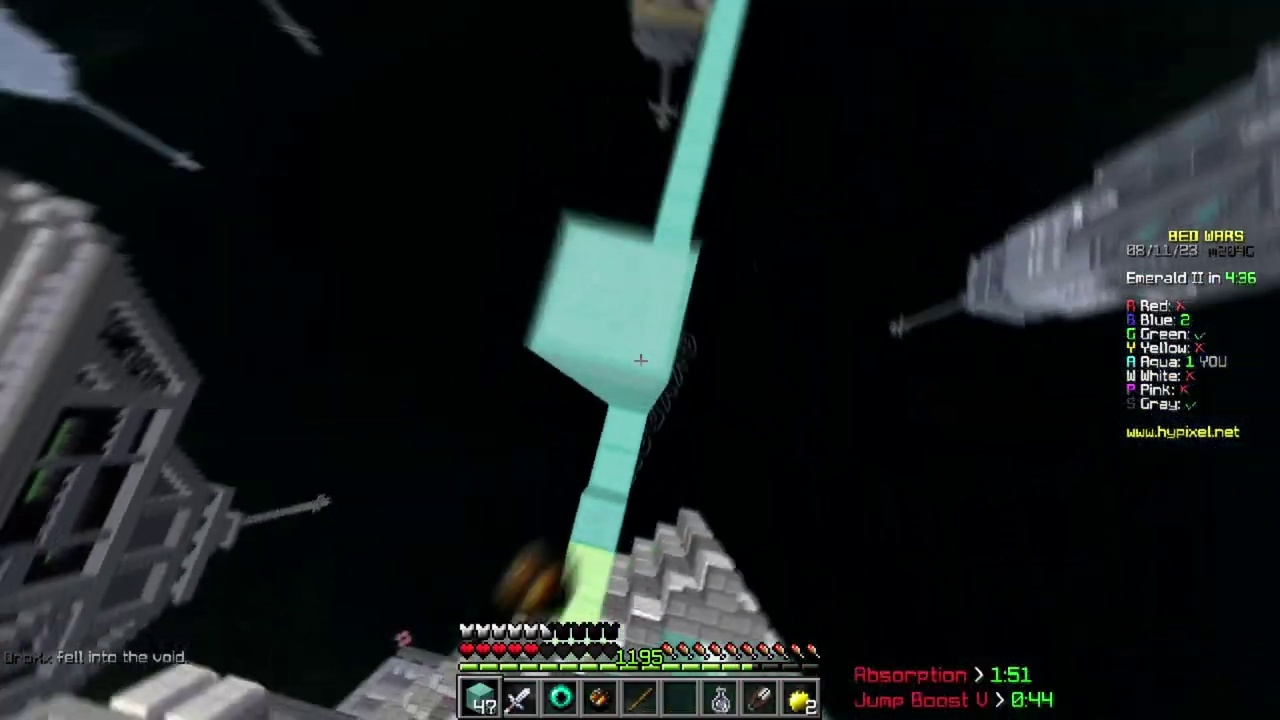 BED WARS
08/11/23 m204G
Emerald II in 4:36
R Red: ✗
B Blue: 2
G Green: ✓
Y Yellow: ✗
A Aqua: 1 YOU
W White: ✗
P Pink: ✗
S Gray: ✓
www.hypixel.net
fell into the void.
1195
Absorption > 1:51
Jump Boost V > 0:44
47
2